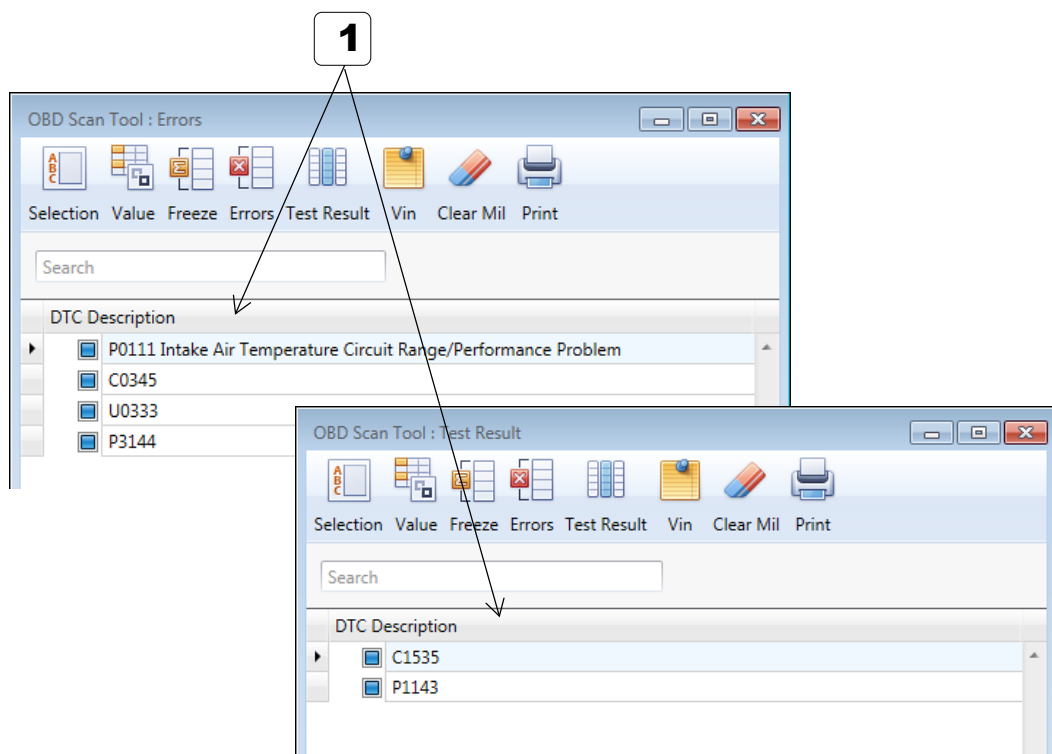 1
OBD Scan Tool : Errors
A
B
C
Selection Value Freeze Errors Test Result Vin Clear Mil Print
Search
DTC Description
P0111 Intake Air Temperature Circuit Range/Performance Problem
C0345
U0333
P3144
OBD Scan Tool : Test Result
A
B
C
Selection Value Freeze Errors Test Result Vin Clear Mil Print
Search
DTC Description
C1535
P1143